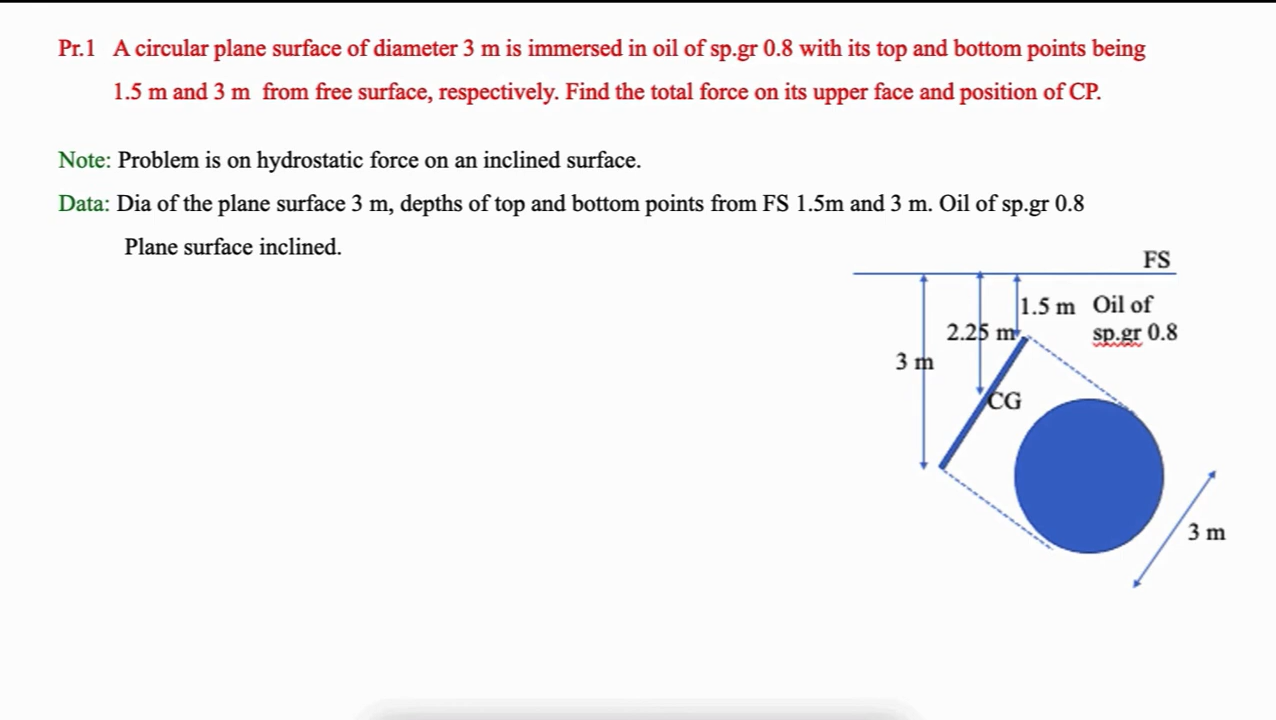 Pr.1 A circular plane surface of diameter 3 m is immersed in oil of sp.gr 0.8 with its top and bottom points being
1.5 m and 3 m from free surface, respectively. Find the total force on its upper face and position of CP.
Note: Problem is on hydrostatic force on an inclined surface.
Data: Dia of the plane surface 3 m, depths of top and bottom points from FS 1.5m and 3 m. Oil of sp.gr 0.8
Plane surface inclined.
FS
1.5 m Oil of
2.25 m sp.gr 0.8
3 m
CG
3 m